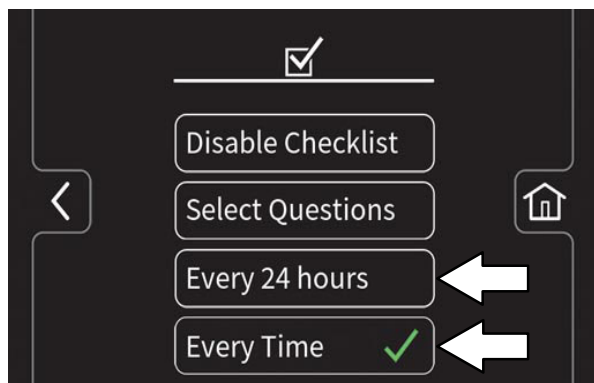 Disable Checklist
Select Questions
Every 24 hours
Every Time